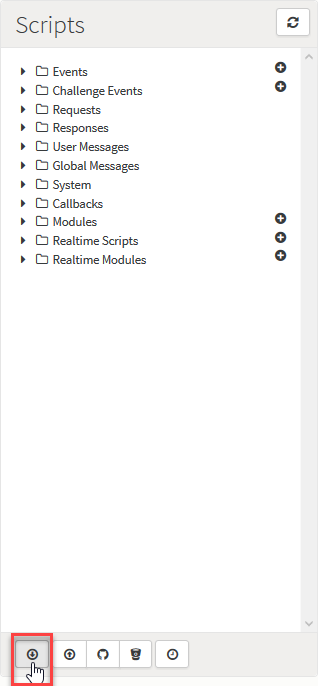 Scripts
Events
Challenge Events
Requests
Responses
User Messages
Global Messages
System
Callbacks
Modules
Realtime Scripts
Realtime Modules